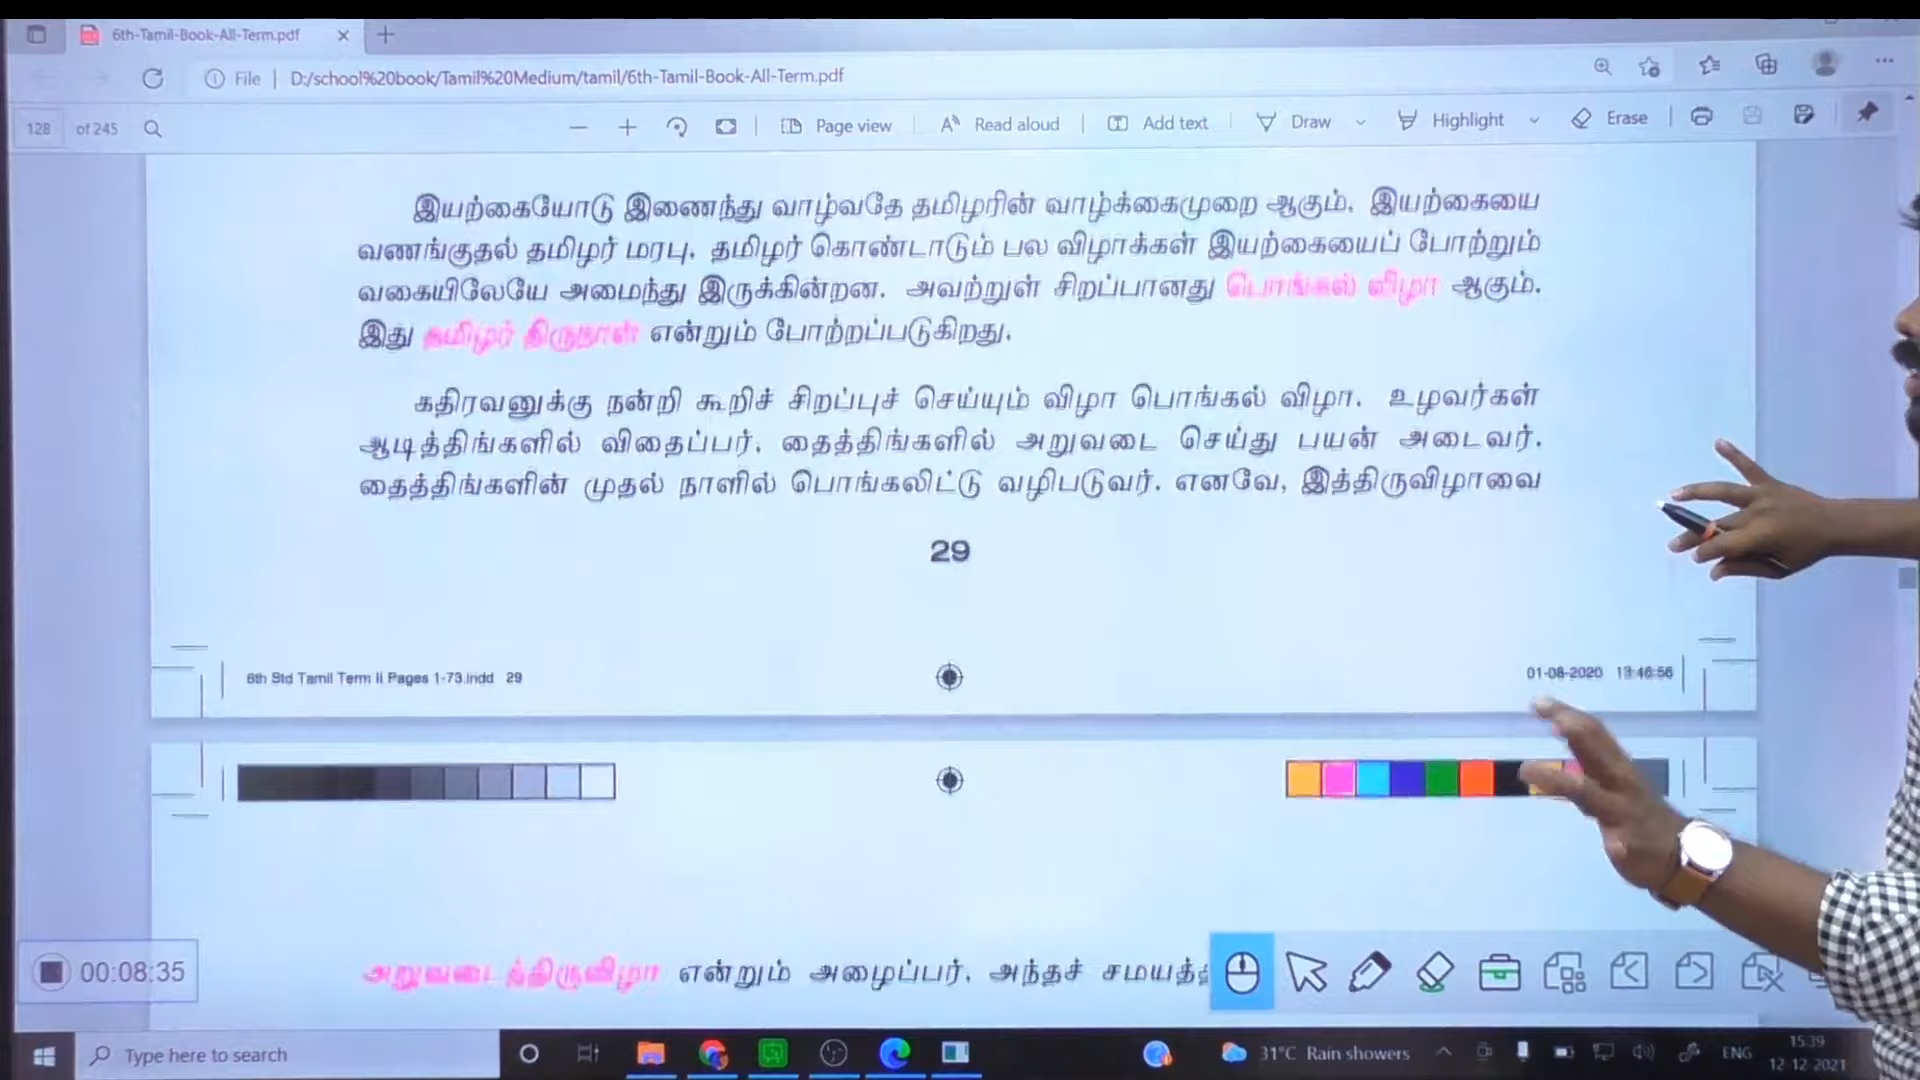 6th-Tamil-Book-All-Term.pdf
File | D:/school%20book/Tamil%20Medium/tamil/6th-Tamil-Book-All-Term.pdf
128 of 245 Page view Read aloud Add text Draw Highlight Erase
இயற்கையோடு இணைந்து வாழ்வதே தமிழரின் வாழ்க்கைமுறை ஆகும். இயற்கையை
வணங்குதல் தமிழர் மரபு. தமிழர் கொண்டாடும் பல விழாக்கள் இயற்கையைப் போற்றும்
வகையிலேயே அமைந்து இருக்கின்றன. அவற்றுள் சிறப்பானது பொங்கல் விழா ஆகும்.
இது தமிழர் திருநாள் என்றும் போற்றப்படுகிறது.
கதிரவனுக்கு நன்றி கூறிச் சிறப்புச் செய்யும் விழா பொங்கல் விழா. உழவர்கள்
ஆடித்திங்களில் விதைப்பர். தைத்திங்களில் அறுவடை செய்து பயன் அடைவர்.
தைத்திங்களின் முதல் நாளில் பொங்கலிட்டு வழிபடுவர். எனவே, இத்திருவிழாவை
29
6th Std Tamil Term II Pages 1-73.indd 29
01-08-2020 13:46:56
அறுவடைத்திருவிழா என்றும் அழைப்பர். அந்தச்
00:08:35
Type here to search
31°C Rain showers
ENG
15:39
12-12-2021